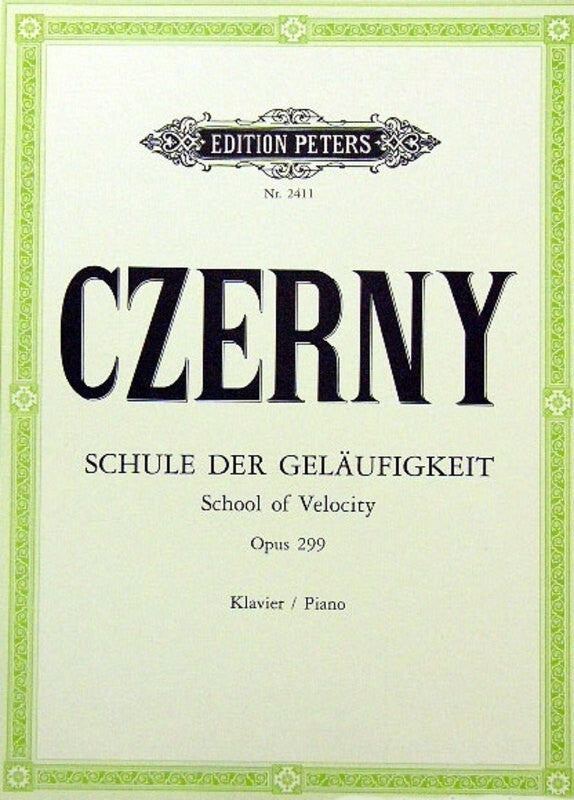 EDITION PETERS
Nr. 2411
CZERNY
SCHULE DER GELÄUFIGKEIT
School of Velocity
Opus 299
Klavier / Piano